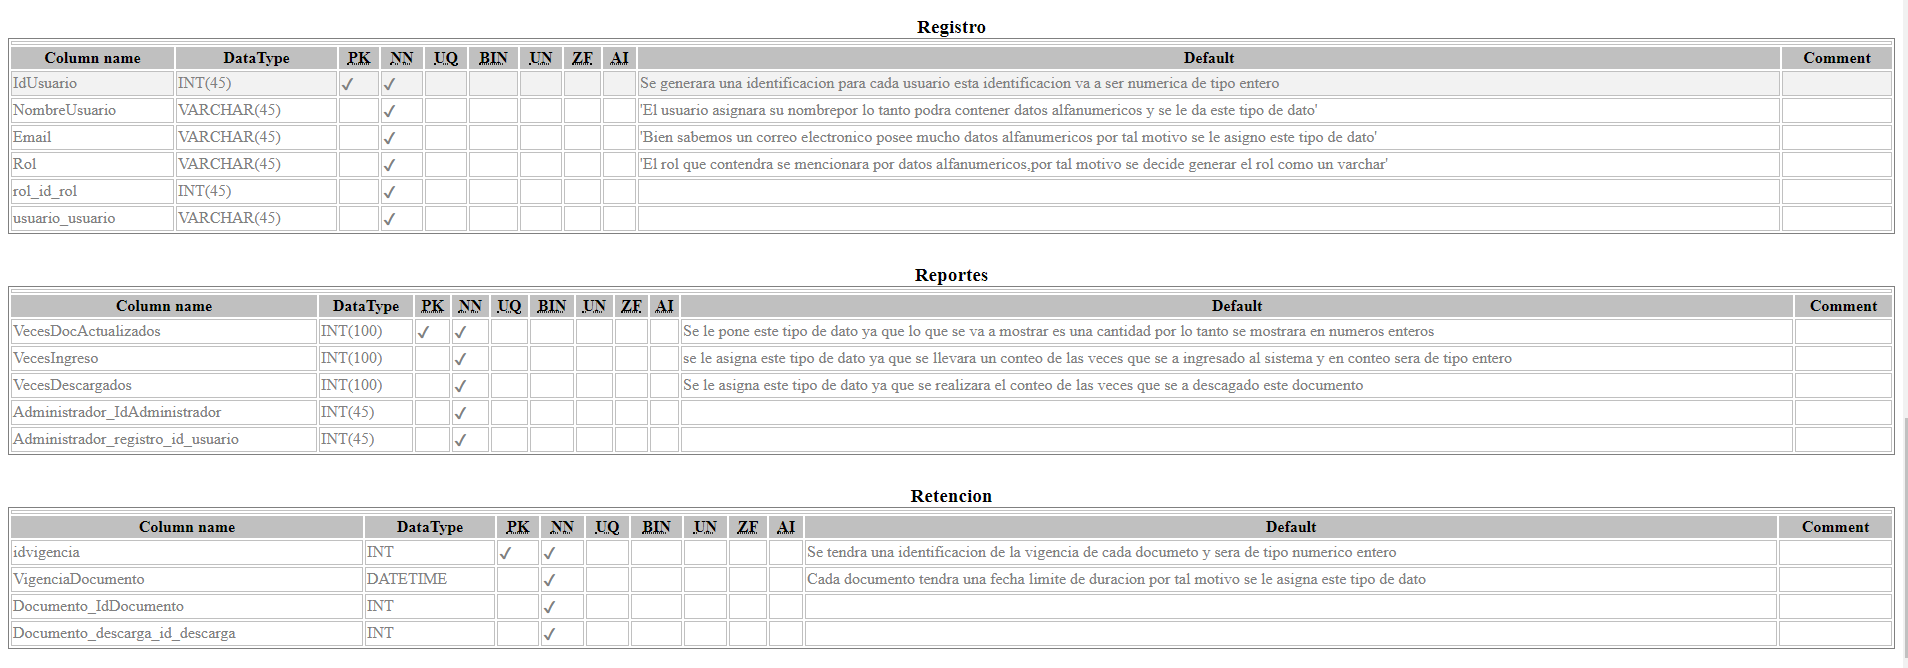 Registro
Column name DataType PK NN UQ BIN UN ZF AI Default Comment
IdUsuario INT(45) ✓ ✓ Se generara una identificacion para cada usuario esta identificacion va a ser numerica de tipo entero
NombreUsuario VARCHAR(45) ✓ 'El usuario asignara su nombrepor lo tanto podra contener datos alfanumericos y se le da este tipo de dato'
Email VARCHAR(45) ✓ 'Bien sabemos un correo electronico posee mucho datos alfanumericos por tal motivo se le asigno este tipo de dato'
Rol VARCHAR(45) ✓ 'El rol que contendra se mencionara por datos alfanumericos,por tal motivo se decide generar el rol como un varchar'
rol_id_rol INT(45) ✓
usuario_usuario VARCHAR(45) ✓
Reportes
Column name DataType PK NN UQ BIN UN ZF AI Default Comment
VecesDocActualizados INT(100) ✓ ✓ Se le pone este tipo de dato ya que lo que se va a mostrar es una cantidad por lo tanto se mostrara en numeros enteros
VecesIngreso INT(100) ✓ se le asigna este tipo de dato ya que se llevara un conteo de las veces que se a ingresado al sistema y en conteo sera de tipo entero
VecesDescargados INT(100) ✓ Se le asigna este tipo de dato ya que se realizara el conteo de las veces que se a descagado este documento
Administrador_IdAdministrador INT(45) ✓
Administrador_registro_id_usuario INT(45) ✓
Retencion
Column name DataType PK NN UQ BIN UN ZF AI Default Comment
idvigencia INT ✓ ✓ Se tendra una identificacion de la vigencia de cada documeto y sera de tipo numerico entero
VigenciaDocumento DATETIME ✓ Cada documento tendra una fecha limite de duracion por tal motivo se le asigna este tipo de dato
Documento_IdDocumento INT ✓
Documento_descarga_id_descarga INT ✓